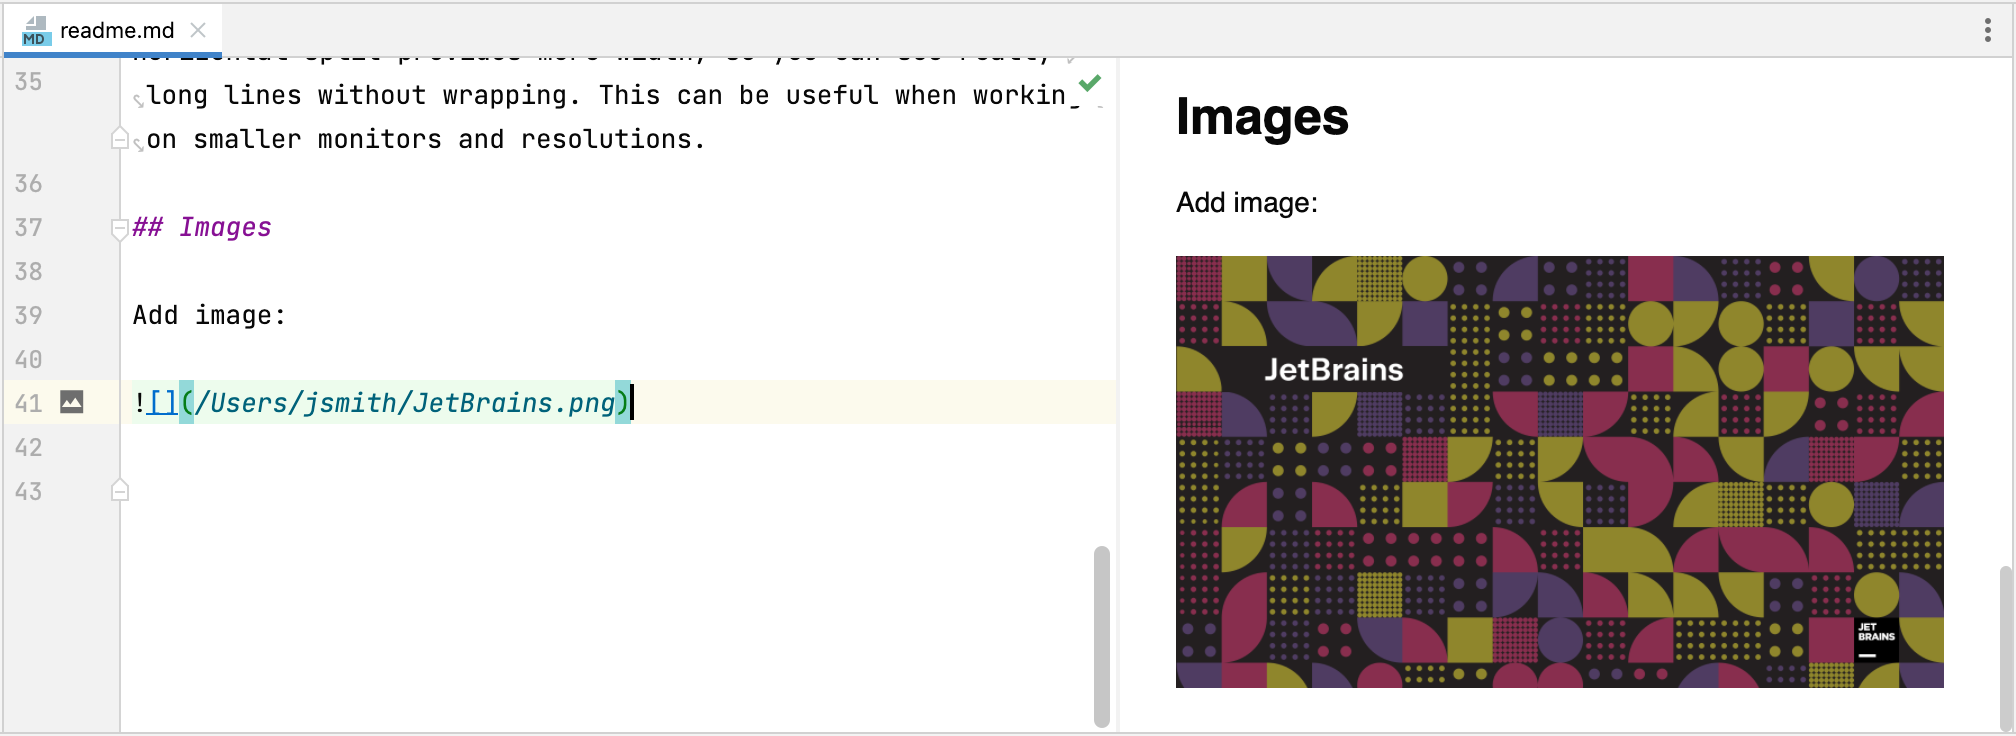 readme.md
35
long lines without wrapping. This can be useful when workin
on smaller monitors and resolutions.
36
37 ## Images
38
39 Add image:
40
41 ![](/Users/jsmith/JetBrains.png)
42
43
Images
Add image:
JetBrains
JET
BRAINS
MD